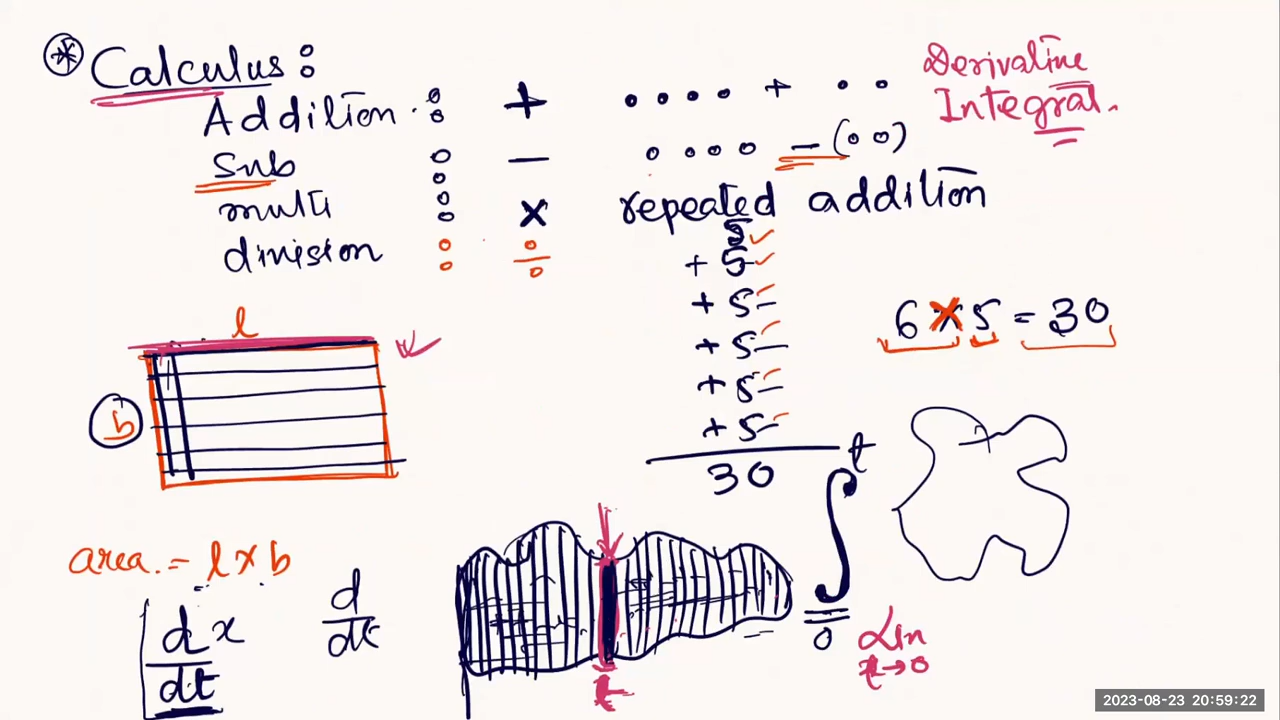 * Calculus:
Derivative
Integral.
Addition : + .... + ..
Sub : — .... – (..)
multi : × repeated addition
division : ÷
5
+ 5
+ 5
+ 5
+ 5
+ 5
30
6 × 5 = 30
l
b
area. = l × b
d/dt x
d/dt
∫ t
0
t
Lim
t→0
2023-08-23 20:59:22